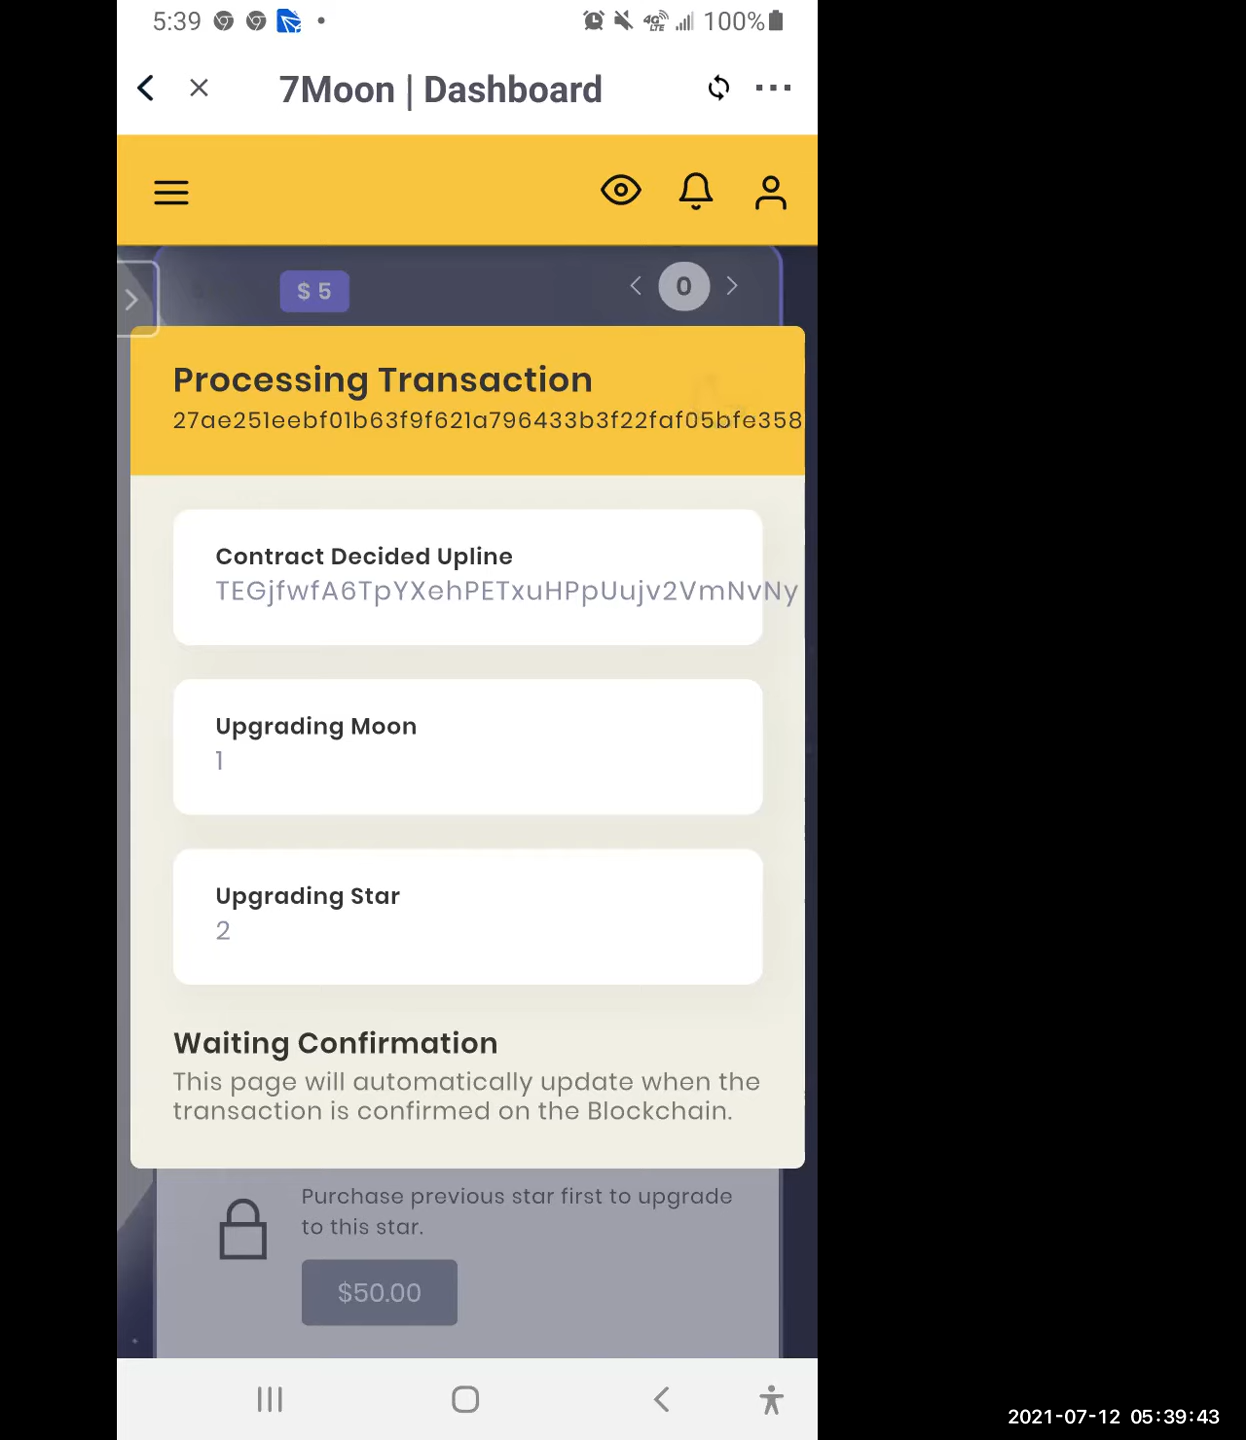 5:39
4G
LTE
100%
7Moon | Dashboard
$ 5
0
Processing Transaction
27ae251eebf01b63f9f621a796433b3f22faf05bfe358
Contract Decided Upline
TEGjfwfA6TpYXehPETxuHPpUujv2VmNvNy
Upgrading Moon
1
Upgrading Star
2
Waiting Confirmation
This page will automatically update when the
transaction is confirmed on the Blockchain.
Purchase previous star first to upgrade
to this star.
$50.00
2021-07-12 05:39:43